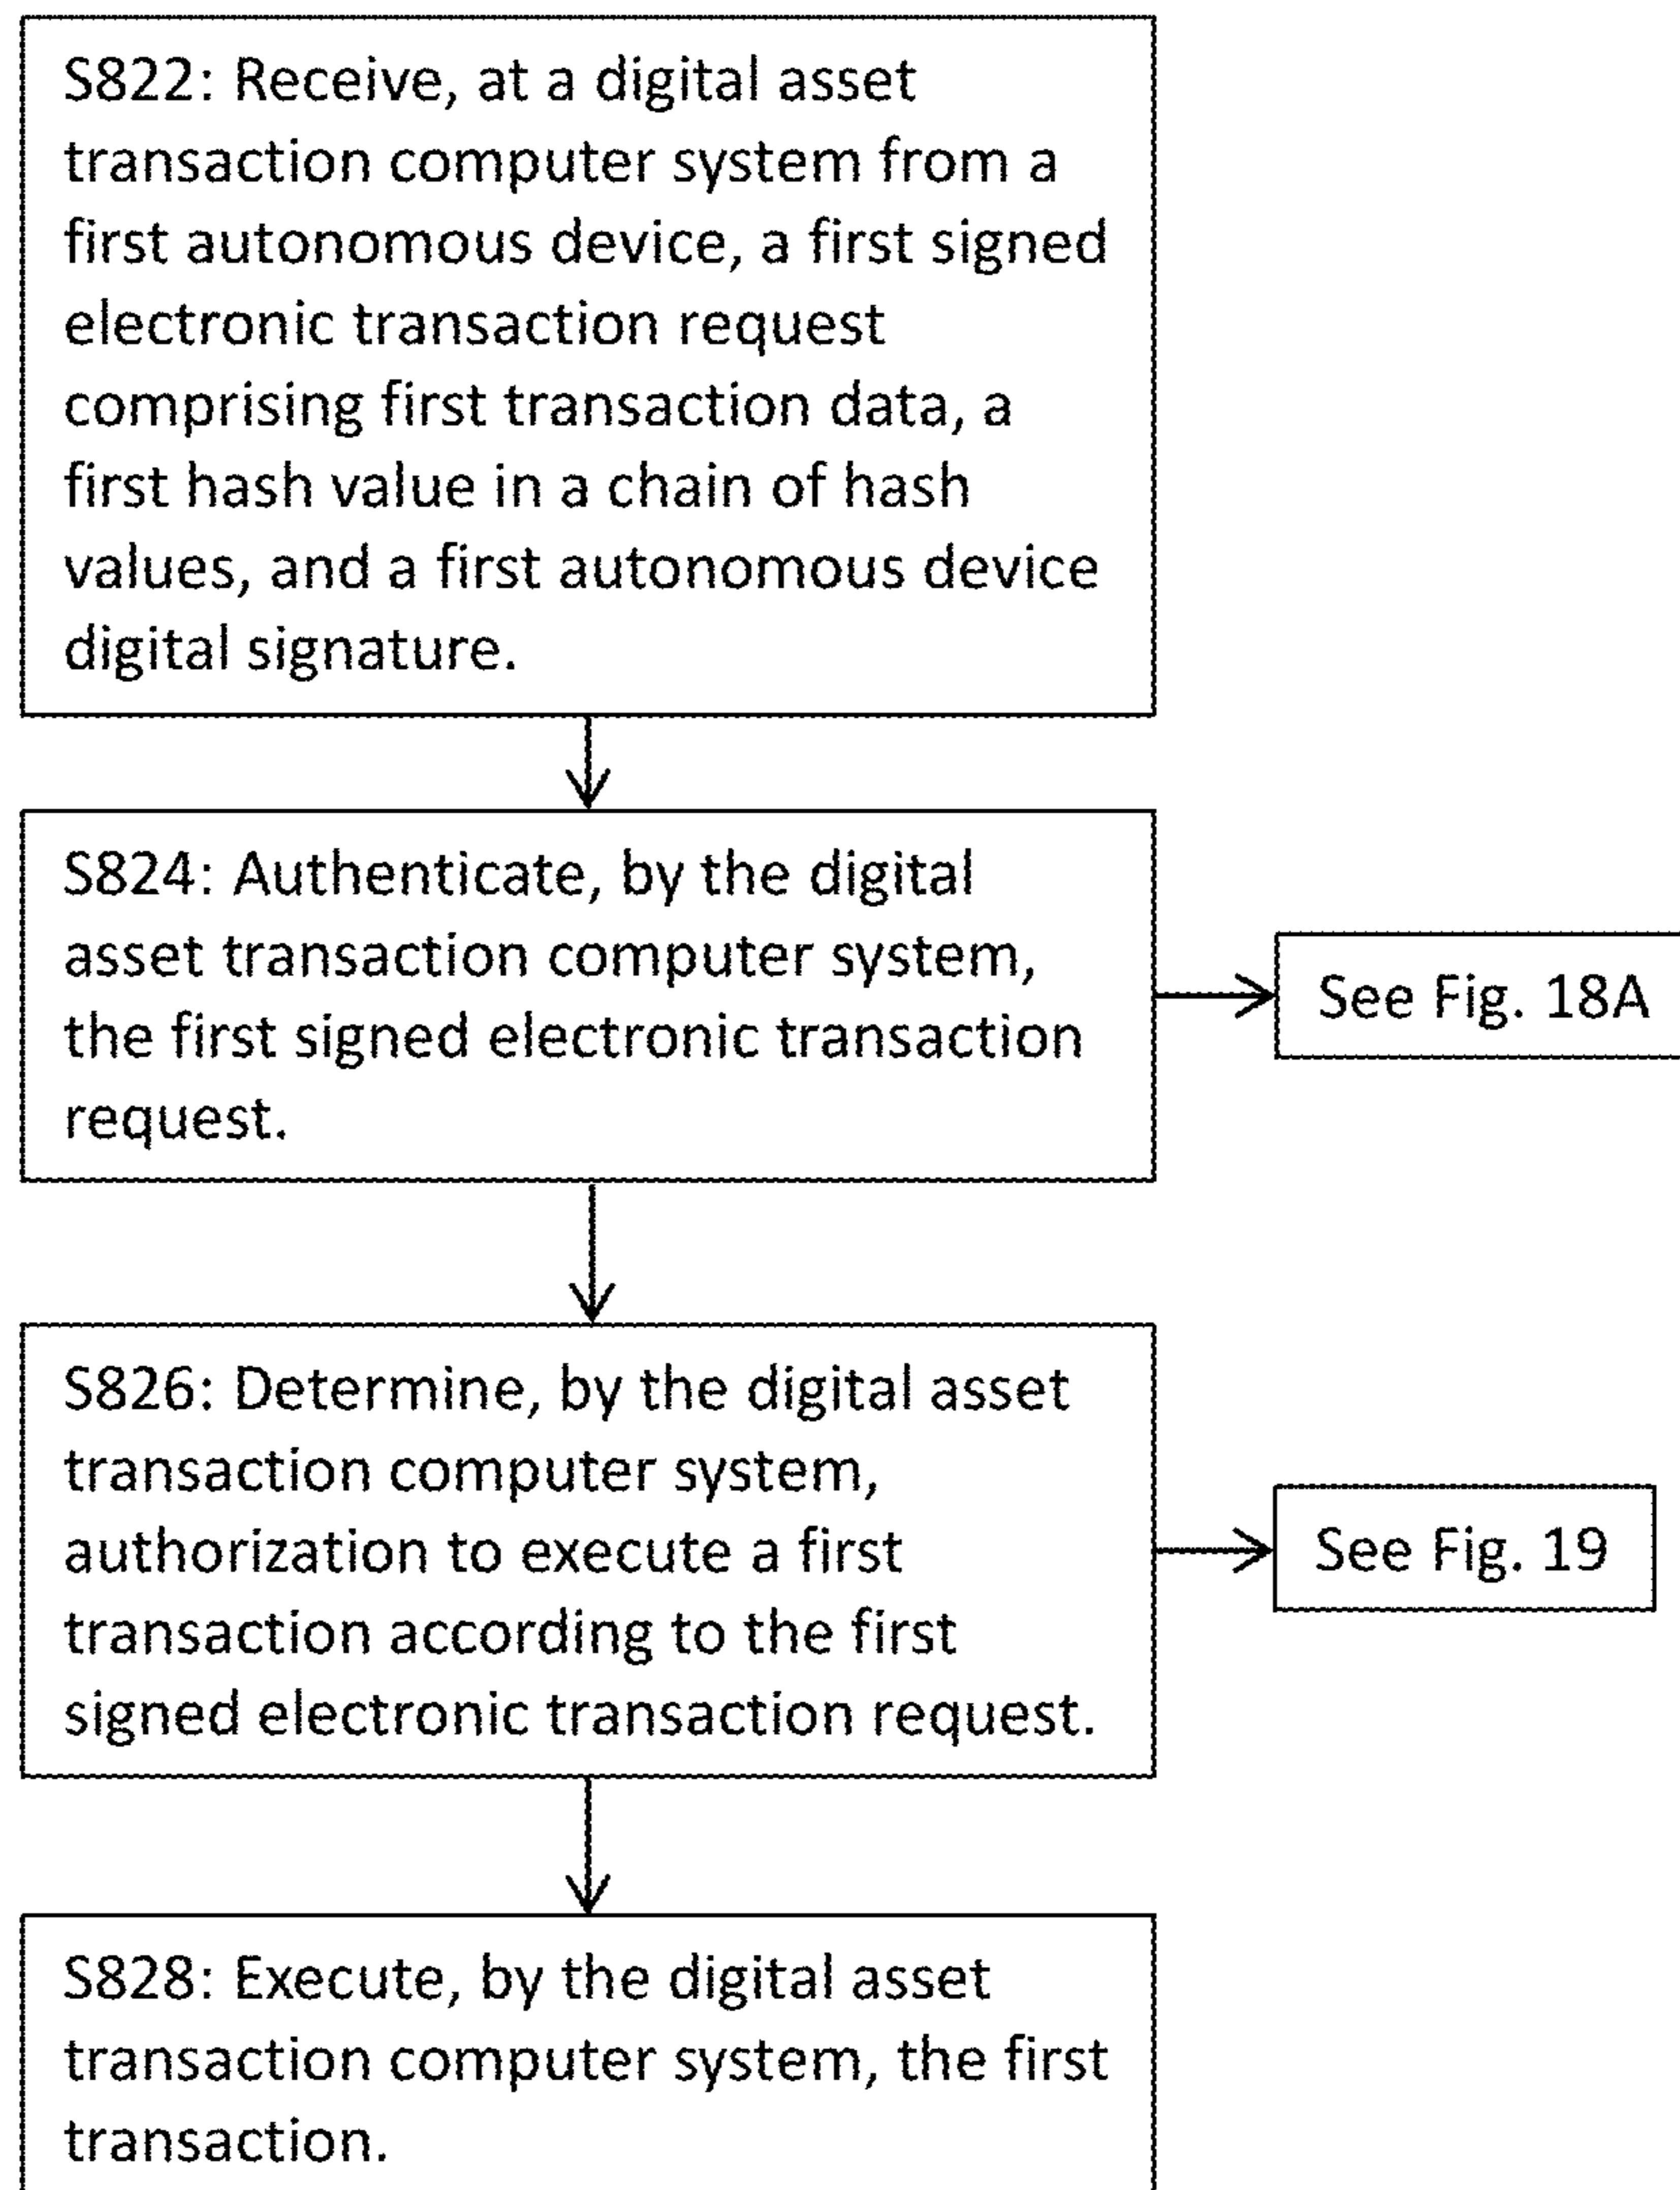 S822: Receive, at a digital asset
transaction computer system from a
first autonomous device, a first signed
electronic transaction request
comprising first transaction data, a
first hash value in a chain of hash
values, and a first autonomous device
digital signature.
S824: Authenticate, by the digital
asset transaction computer system,
the first signed electronic transaction
request.
See Fig. 18A
S826: Determine, by the digital asset
transaction computer system,
authorization to execute a first
transaction according to the first
signed electronic transaction request.
See Fig. 19
S828: Execute, by the digital asset
transaction computer system, the first
transaction.